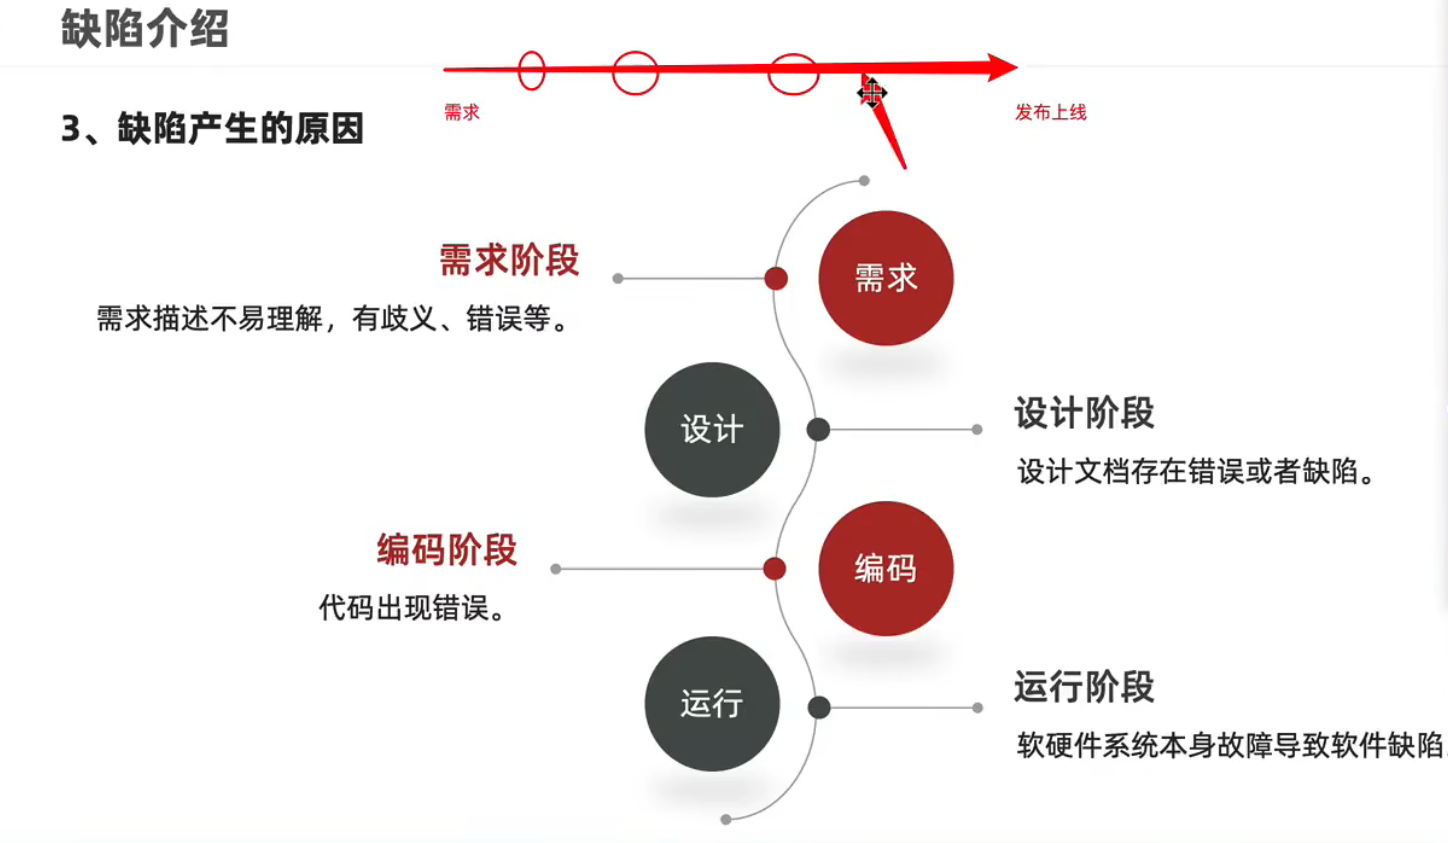 缺陷介绍
需求
发布上线
3、缺陷产生的原因
需求阶段
需求描述不易理解，有歧义、错误等。
需求
设计
设计阶段
设计文档存在错误或者缺陷。
编码阶段
代码出现错误。
编码
运行
运行阶段
软硬件系统本身故障导致软件缺陷